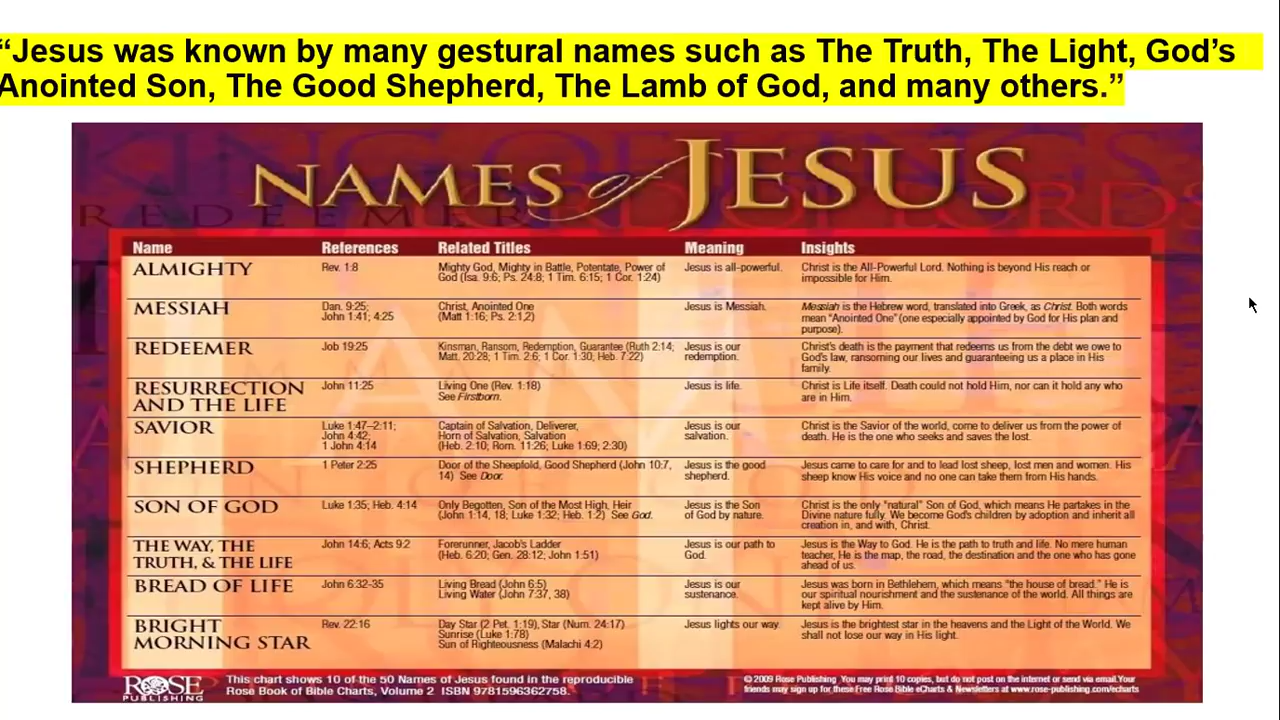 “Jesus was known by many gestural names such as The Truth, The Light, God’s
Anointed Son, The Good Shepherd, The Lamb of God, and many others.”
NAMES of JESUS
Name References Related Titles Meaning Insights
ALMIGHTY Rev. 1:8 Mighty God, Mighty in Battle, Potentate, Power of Jesus is all-powerful. Christ is the All-Powerful Lord. Nothing is beyond His reach or
God (Isa. 9:6; Ps. 24:8; 1 Tim. 6:15; 1 Cor. 1:24) impossible for Him.
MESSIAH Dan. 9:25; Christ, Anointed One Jesus is Messiah. Messiah is the Hebrew word, translated into Greek, as Christ. Both words
John 1:41; 4:25 (Matt 1:16; Ps. 2:1,2) mean “Anointed One” (one especially appointed by God for His plan and
purpose).
REDEEMER Job 19:25 Kinsman, Ransom, Redemption, Guarantee (Ruth 2:14; Jesus is our Christ's death is the payment that redeems us from the debt we owe to
Matt, 20:28; 1 Tim. 2:6; 1 Cor. 1:30, Heb. 7:22) redemption. God's law, ransoming our lives and guaranteeing us a place in His
family.
RESURRECTION John 11:25 Living One (Rev. 1:18) Jesus is life. Christ is Life itself. Death could not hold Him, nor can it hold any who
AND THE LIFE See Firstborn. are in Him.
SAVIOR Luke 1:47–2:11; Captain of Salvation, Deliverer, Jesus is our Christ is the Savior of the world, come to deliver us from the power of
John 4:42; Horn of Salvation, Salvation salvation. death. He is the one who seeks and saves the lost.
1 John 4:14 (Heb. 2:10; Rom. 11:26; Luke 1:69; 2:30)
SHEPHERD 1 Peter 2:25 Door of the Sheepfold, Good Shepherd (John 10:7, Jesus is the good Jesus came to care for and to lead lost sheep, lost men and women. His
14) See Door. shepherd. sheep know His voice and no one can take them from His hands.
SON OF GOD Luke 1:35; Heb. 4:14 Only Begotten, Son of the Most High, Heir Jesus is the Son Christ is the only “natural” Son of God, which means He partakes in the
(John 1:14, 18; Luke 1:32; Heb. 1:2) See God. of God by nature. Divine nature fully. We become God's children by adoption and inherit all
creation in, and with, Christ.
THE WAY, THE John 14:6; Acts 9:2 Forerunner, Jacob's Ladder Jesus is our path to Jesus is the Way to God. He is the path to truth and life. No mere human
TRUTH, & THE LIFE (Heb. 6:20; Gen. 28:12; John 1:51) God. teacher, He is the map, the road, the destination and the one who has gone
ahead of us.
BREAD OF LIFE John 6:32-35 Living Bread (John 6:5) Jesus is our Jesus was born in Bethlehem, which means “the house of bread.” He is
Living Water (John 7:37, 38) sustenance. our spiritual nourishment and the sustenance of the world. All things are
kept alive by Him.
BRIGHT Rev. 22:16 Day Star (2 Pet. 1:19), Star (Num. 24:17) Jesus lights our way. Jesus is the brightest star in the heavens and the Light of the World. We
MORNING STAR Sunrise (Luke 1:78) shall not lose our way in His light.
Sun of Righteousness (Malachi 4:2)
ROSE PUBLISHING
This chart shows 10 of the 50 Names of Jesus found in the reproducible
Rose Book of Bible Charts, Volume 2 ISBN 9781596362758.
© 2009 Rose Publishing You may print 10 copies, but do not post on the internet or send via email. Your
friends may sign up for these Free Rose Bible eCharts & Newsletters at www.rose-publishing.com/echarts